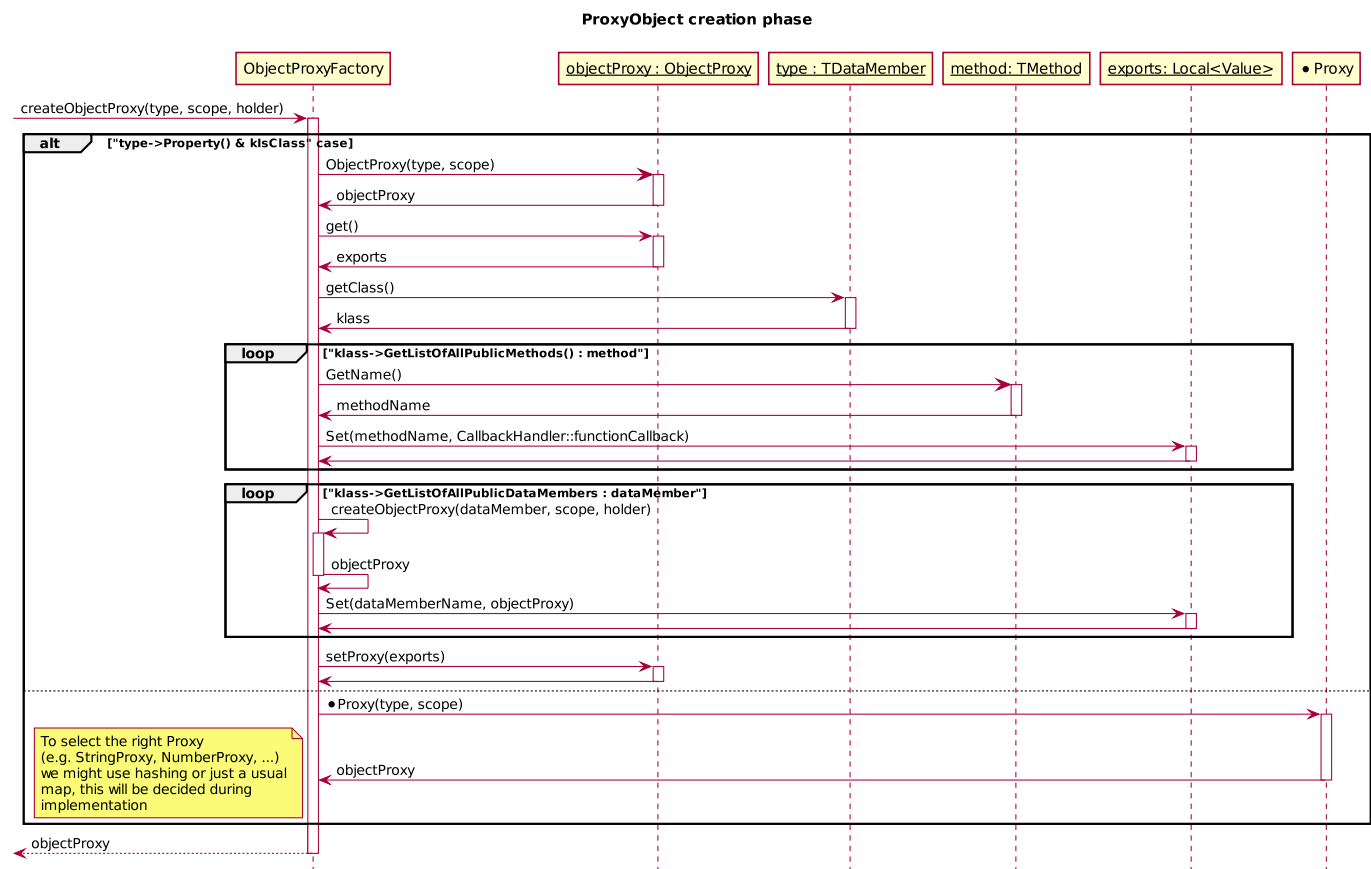 ProxyObject creation phase
ObjectProxyFactory
objectProxy : ObjectProxy
type : TDataMember
method: TMethod
exports: Local<Value>
•Proxy
createObjectProxy(type, scope, holder)
alt
["type->Property() & kIsClass" case]
ObjectProxy(type, scope)
objectProxy
get()
exports
getClass()
klass
loop
["klass->GetListOfAllPublicMethods() : method"]
GetName()
methodName
Set(methodName, CallbackHandler::functionCallback)
loop
["klass->GetListOfAllPublicDataMembers : dataMember"]
createObjectProxy(dataMember, scope, holder)
objectProxy
Set(dataMemberName, objectProxy)
setProxy(exports)
•Proxy(type, scope)
To select the right Proxy
(e.g. StringProxy, NumberProxy, ...)
we might use hashing or just a usual
map, this will be decided during
implementation
objectProxy
objectProxy